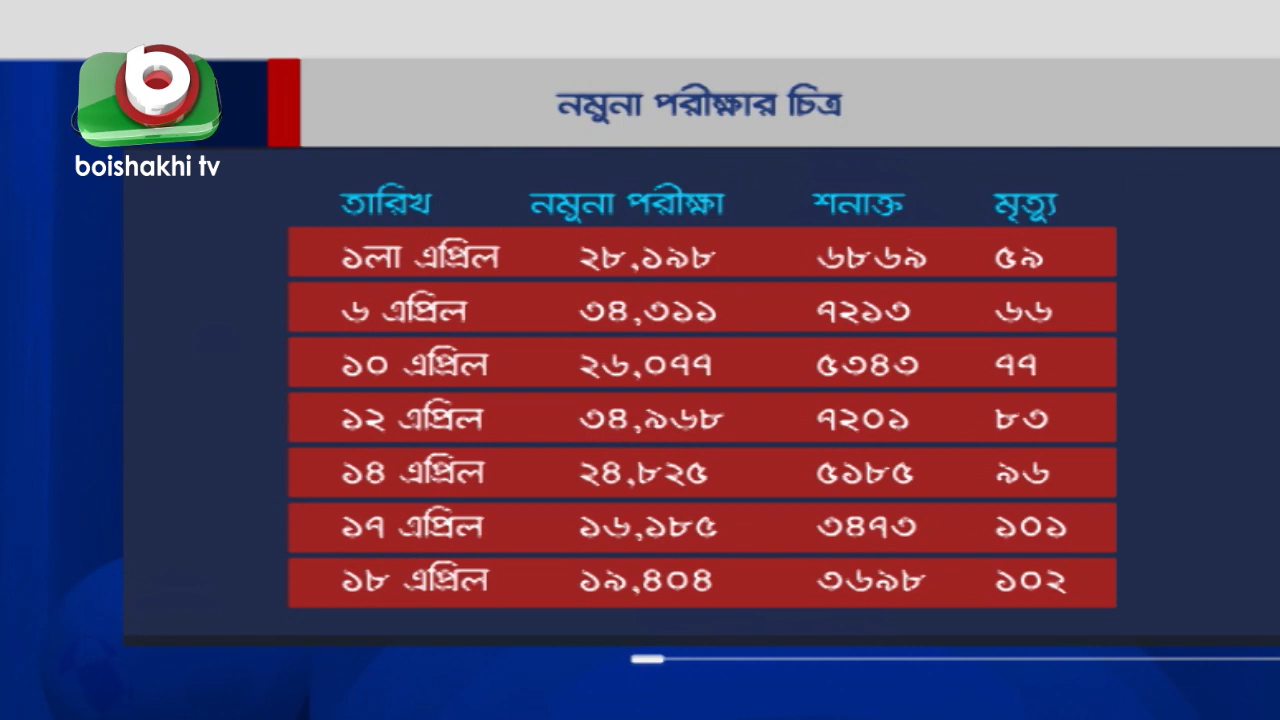 boishakhi tv
নমুনা পরীক্ষার চিত্র
তারিখ নমুনা পরীক্ষা শনাক্ত মৃত্যু
১লা এপ্রিল ২৮,১৯৮ ৬৮৬৯ ৫৯
৬ এপ্রিল ৩৪,৩১১ ৭২১৩ ৬৬
১০ এপ্রিল ২৬,০৭৭ ৫৩৪৩ ৭৭
১২ এপ্রিল ৩৪,৯৬৮ ৭২০১ ৮৩
১৪ এপ্রিল ২৪,৮২৫ ৫১৮৫ ৯৬
১৭ এপ্রিল ১৬,১৮৫ ৩৪৭৩ ১০১
১৮ এপ্রিল ১৯,৪০৪ ৩৬৯৮ ১০২